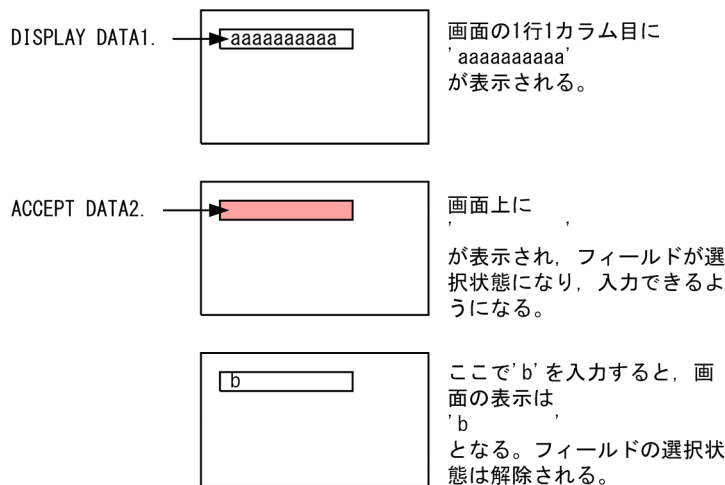 DISPLAY DATA1.
aaaaaaaaaa
画面の1行1カラム目に
'aaaaaaaaaa'
が表示される。
ACCEPT DATA2.
画面上に
'          '
が表示され，フィールドが選
択状態になり，入力できるよ
うになる。
b
ここで'b'を入力すると，画
面の表示は
'b         '
となる。フィールドの選択状
態は解除される。